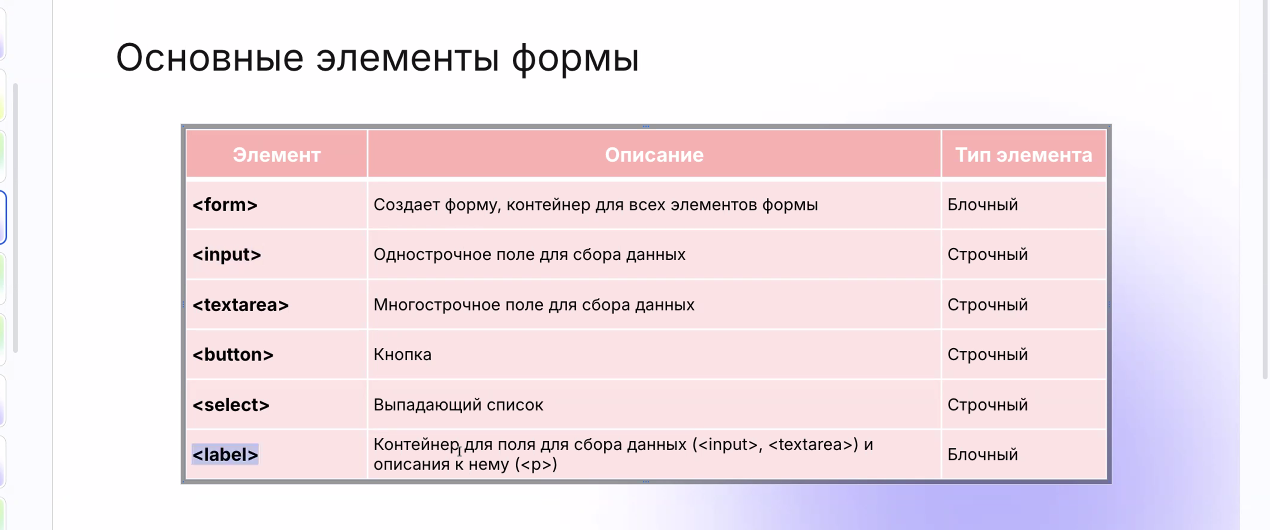 Основные элементы формы
Элемент Описание Тип элемента
<form> Создает форму, контейнер для всех элементов формы Блочный
<input> Однострочное поле для сбора данных Строчный
<textarea> Многострочное поле для сбора данных Строчный
<button> Кнопка Строчный
<select> Выпадающий список Строчный
<label> Контейнер для поля для сбора данных (<input>, <textarea>) и
описания к нему (<p>) Блочный